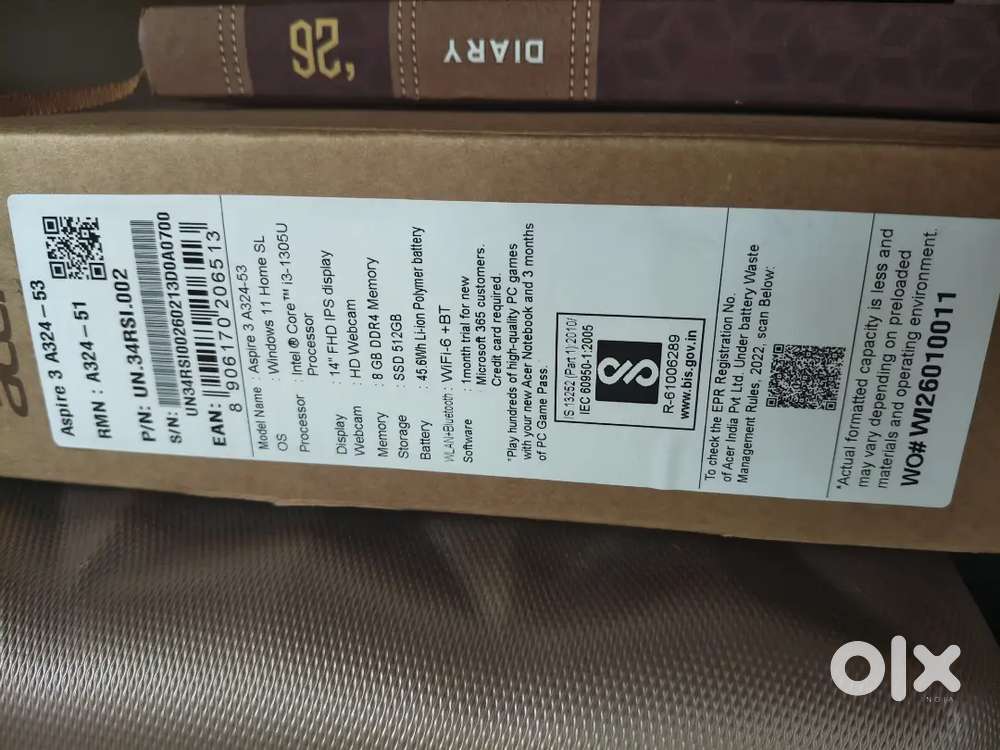 '26
DIARY
acer
Aspire 3 A324-53
RMN : A324-51
P/N: UN.34RSI.002
S/N:
UN34RSI00260213D0A0700
EAN:
8 906170 206513
Model Name : Aspire 3 A324-53
OS : Windows 11 Home SL
Processor : Intel® Core™ i3-1305U
Processor
Display : 14" FHD IPS display
Webcam : HD Webcam
Memory : 8 GB DDR4 Memory
Storage : SSD 512GB
Battery : 45.6Wh Li-ion Polymer battery
WLAN+Bluetooth : WiFi-6 +BT
Software : 1month trial for new
Microsoft 365 customers.
Credit card required.
*Play hundreds of high-quality PC games
with your new Acer Notebook and 3 months
of PC Game Pass.
IS 13252 (Part 1):2010/
IEC 60950-1:2005
R-61006289
www.bis.gov.in
To check the EPR Registration No.
of Acer India Pvt Ltd Under battery Waste
Management Rules, 2022, scan Below:
*Actual formatted capacity is less and
may vary depending on preloaded
materials and operating environment.
WO# WI26010011
olx
INDIA